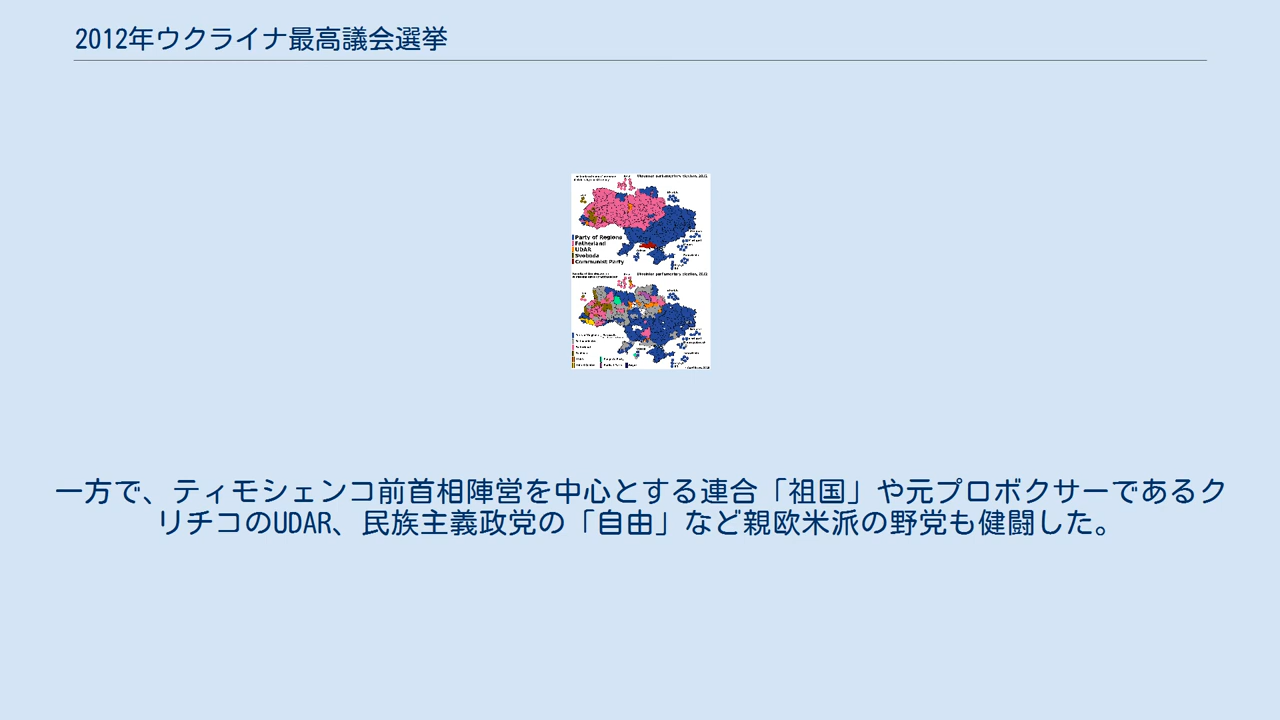 2012年ウクライナ最高議会選挙
Party of Regions
Fatherland
UDAR
Svoboda
Communist Party
一方で、ティモシェンコ前首相陣営を中心とする連合「祖国」や元プロボクサーであるク
リチコのUDAR、民族主義政党の「自由」など親欧米派の野党も健闘した。